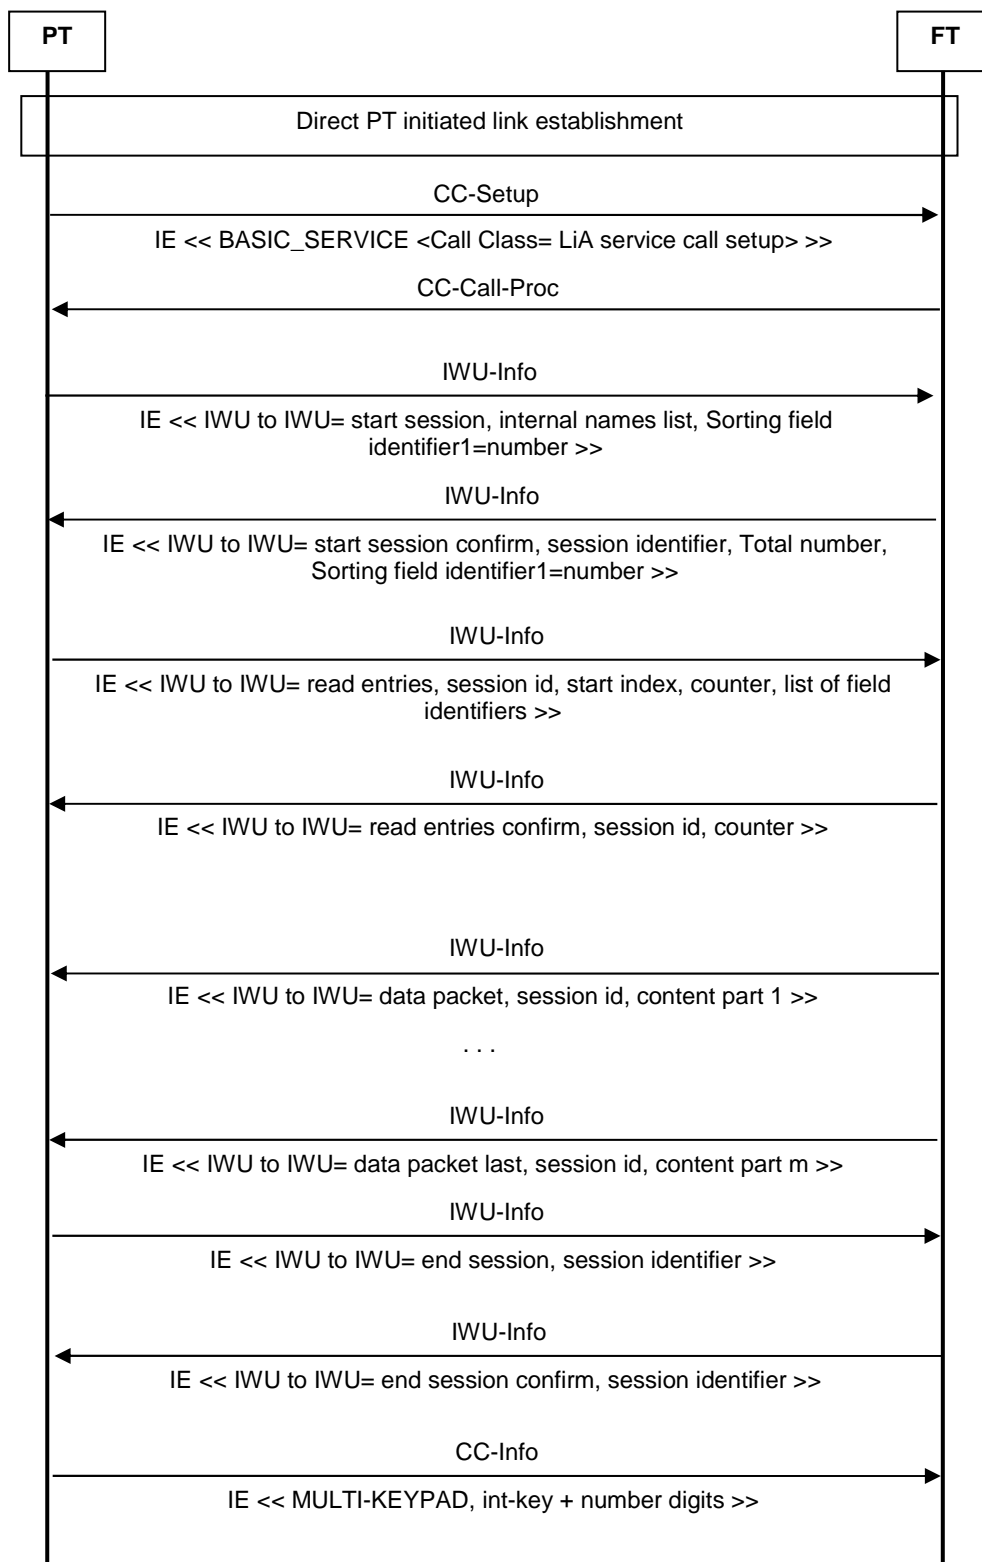 PT
FT
Direct PT initiated link establishment
CC-Setup
IE << BASIC_SERVICE <Call Class= LiA service call setup> >>
CC-Call-Proc
IWU-Info
IE << IWU to IWU= start session, internal names list, Sorting field
identifier1=number >>
IWU-Info
IE << IWU to IWU= start session confirm, session identifier, Total number,
Sorting field identifier1=number >>
IWU-Info
IE << IWU to IWU= read entries, session id, start index, counter, list of field
identifiers >>
IWU-Info
IE << IWU to IWU= read entries confirm, session id, counter >>
IWU-Info
IE << IWU to IWU= data packet, session id, content part 1 >>
. . .
IWU-Info
IE << IWU to IWU= data packet last, session id, content part m >>
IWU-Info
IE << IWU to IWU= end session, session identifier >>
IWU-Info
IE << IWU to IWU= end session confirm, session identifier >>
CC-Info
IE << MULTI-KEYPAD, int-key + number digits >>